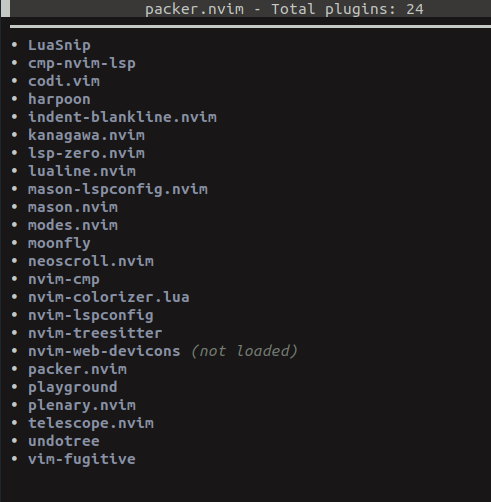 packer.nvim - Total plugins: 24
• LuaSnip
• cmp-nvim-lsp
• codi.vim
• harpoon
• indent-blankline.nvim
• kanagawa.nvim
• lsp-zero.nvim
• lualine.nvim
• mason-lspconfig.nvim
• mason.nvim
• modes.nvim
• moonfly
• neoscroll.nvim
• nvim-cmp
• nvim-colorizer.lua
• nvim-lspconfig
• nvim-treesitter
• nvim-web-devicons (not loaded)
• packer.nvim
• playground
• plenary.nvim
• telescope.nvim
• undotree
• vim-fugitive